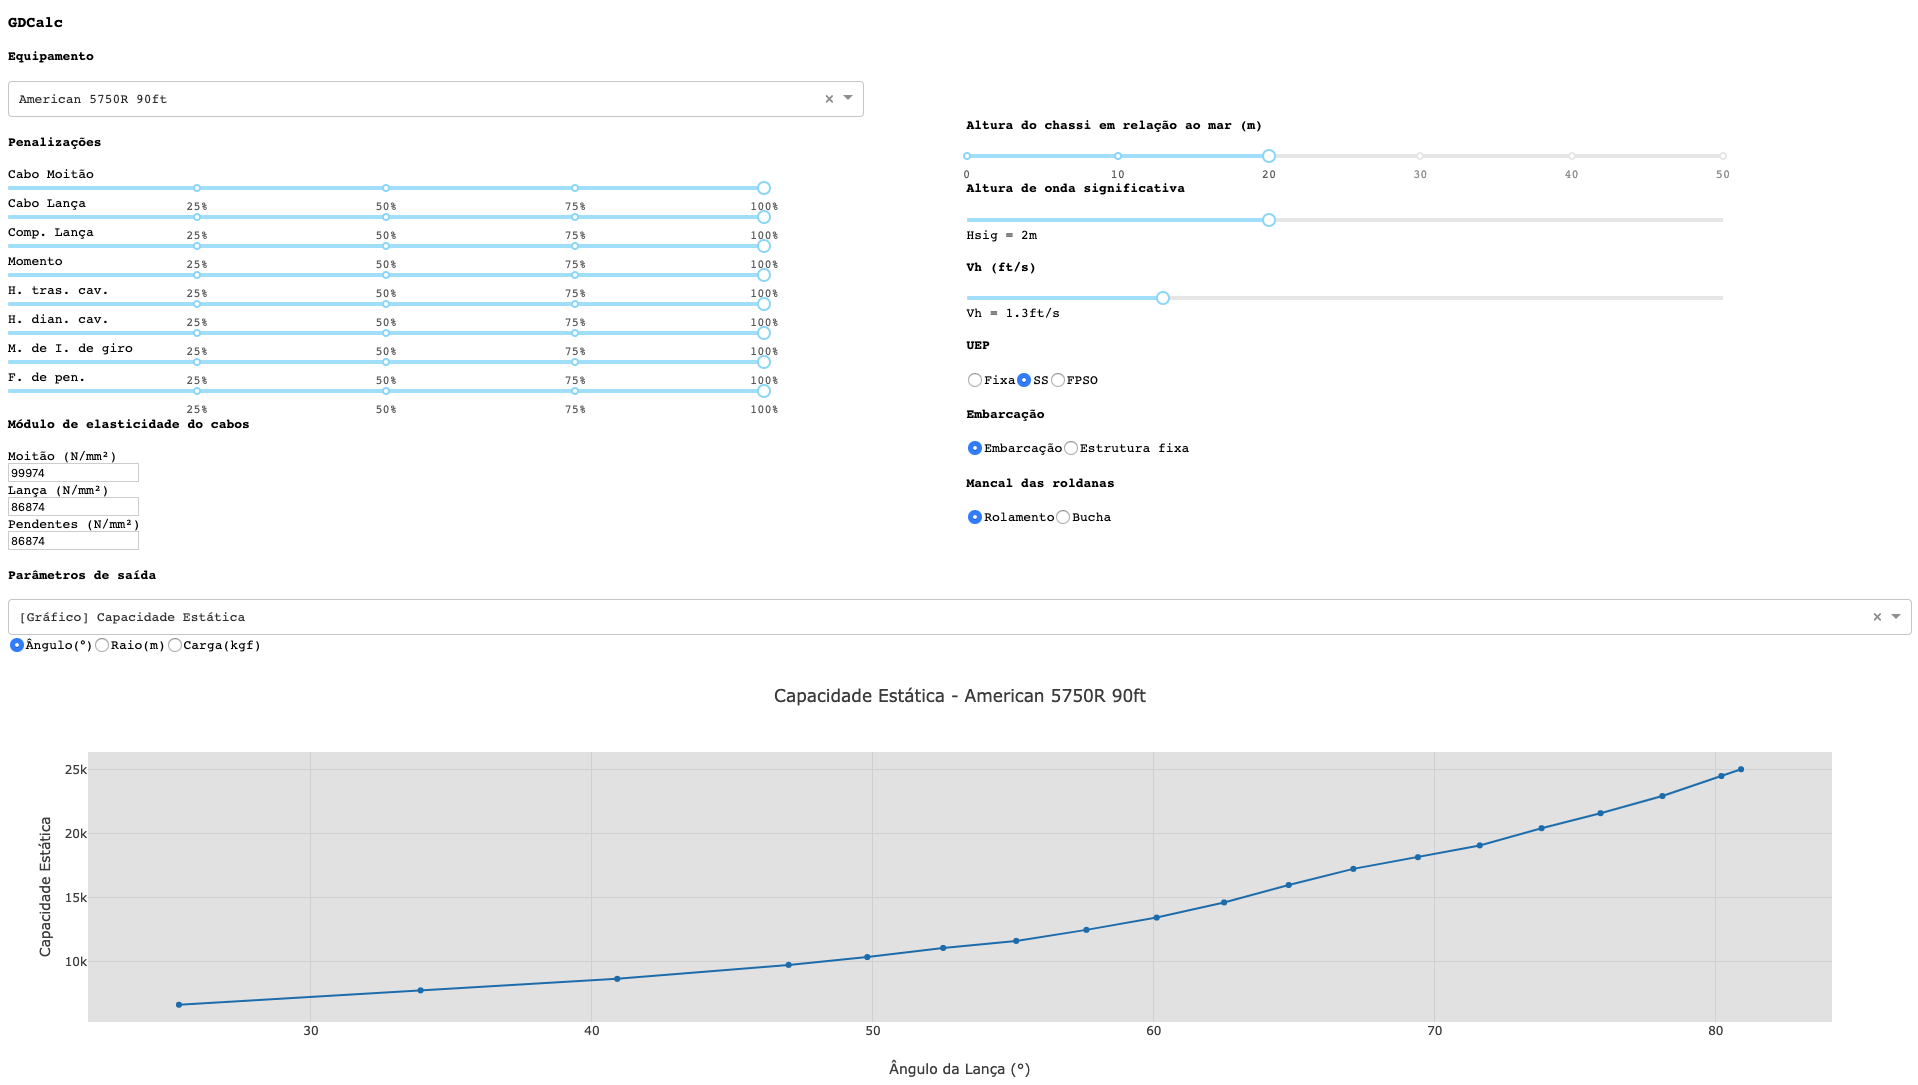 GDCalc
Equipamento
American 5750R 90ft ×
Penalizações
Cabo Moitão
25% 50% 75% 100%
Cabo Lança
25% 50% 75% 100%
Comp. Lança
25% 50% 75% 100%
Momento
25% 50% 75% 100%
H. tras. cav.
25% 50% 75% 100%
H. dian. cav.
25% 50% 75% 100%
M. de I. de giro
25% 50% 75% 100%
F. de pen.
25% 50% 75% 100%
Módulo de elasticidade do cabos
Moitão (N/mm²)
99974
Lança (N/mm²)
86874
Pendentes (N/mm²)
86874
Altura do chassi em relação ao mar (m)
0 10 20 30 40 50
Altura de onda significativa
Hsig = 2m
Vh (ft/s)
Vh = 1.3ft/s
UEP
Fixa SS FPSO
Embarcação
Embarcação Estrutura fixa
Mancal das roldanas
Rolamento Bucha
Parâmetros de saída
[Gráfico] Capacidade Estática ×
Ângulo(°) Raio(m) Carga(kgf)
Capacidade Estática - American 5750R 90ft
25k
20k
15k
10k
Capacidade Estática
30 40 50 60 70 80
Ângulo da Lança (°)